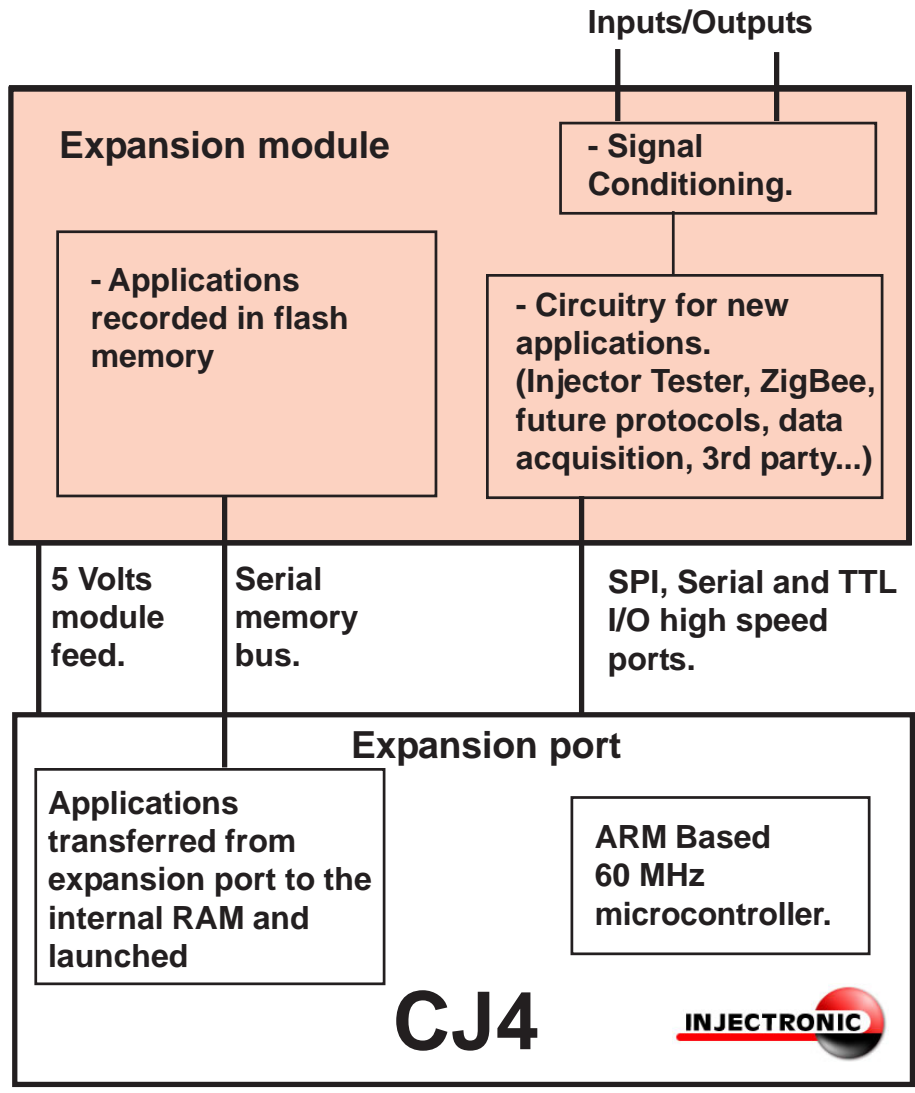 Inputs/Outputs
Expansion module
- Signal
Conditioning.
- Applications
recorded in flash
memory
- Circuitry for new
applications.
(Injector Tester, ZigBee,
future protocols, data
acquisition, 3rd party...)
5 Volts
module
feed.
Serial
memory
bus.
SPI, Serial and TTL
I/O high speed
ports.
Expansion port
Applications
transferred from
expansion port to the
internal RAM and
launched
ARM Based
60 MHz
microcontroller.
CJ4
INJECTRONIC